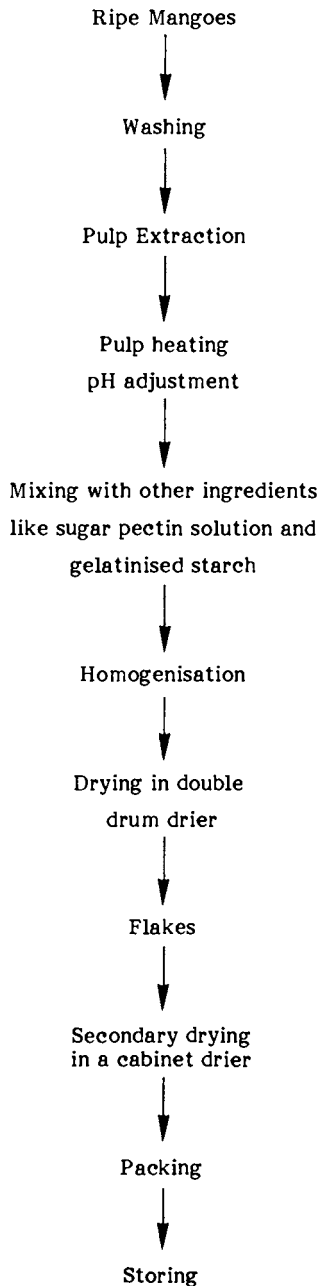 Ripe Mangoes
Washing
Pulp Extraction
Pulp heating
pH adjustment
Mixing with other ingredients
like sugar pectin solution and
gelatinised starch
Homogenisation
Drying in double
drum drier
Flakes
Secondary drying
in a cabinet drier
Packing
Storing